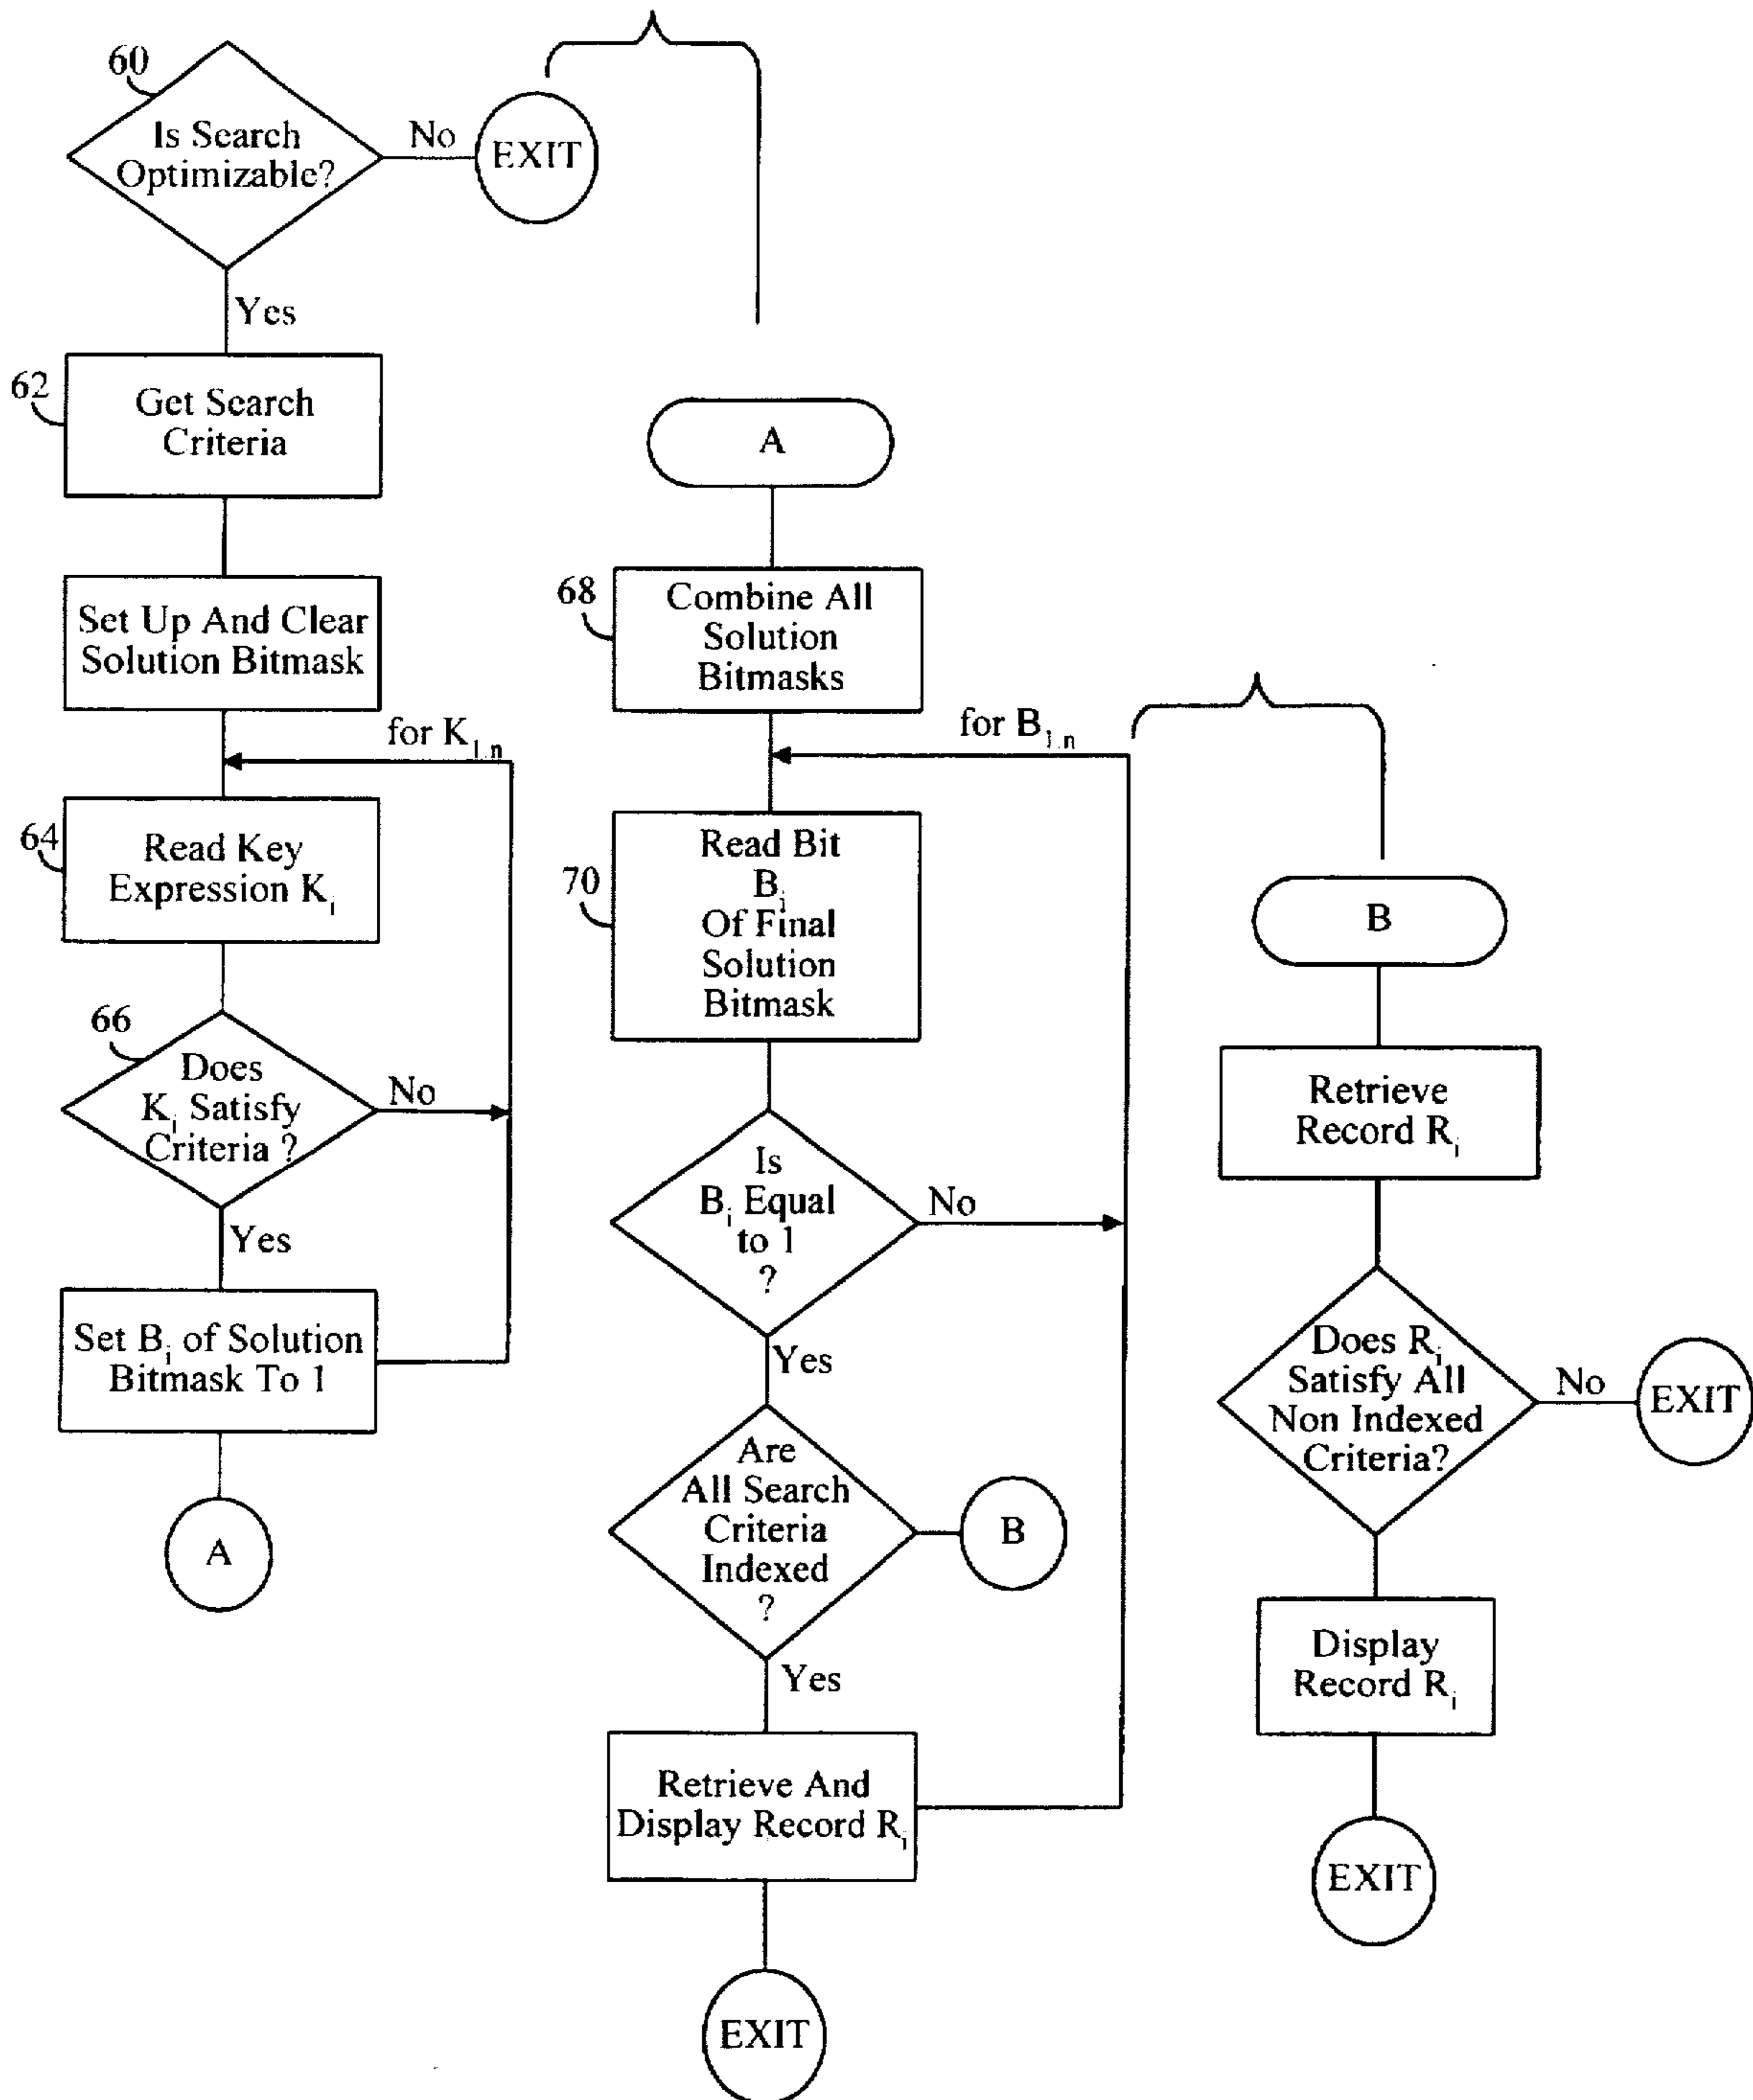 60
Is Search
Optimizable?
No
EXIT
Yes
62
Get Search
Criteria
Set Up And Clear
Solution Bitmask
for K1.n
64
Read Key
Expression Ki
66
Does
Ki Satisfy
Criteria ?
No
Yes
Set Bi of Solution
Bitmask To 1
A
A
68
Combine All
Solution
Bitmasks
for B1.n
70
Read Bit
Bi
Of Final
Solution
Bitmask
Is
Bi Equal
to 1
?
No
Yes
Are
All Search
Criteria
Indexed
?
B
Yes
Retrieve And
Display Record Ri
EXIT
B
Retrieve
Record Ri
Does Ri
Satisfy All
Non Indexed
Criteria?
No
EXIT
Display
Record Ri
EXIT